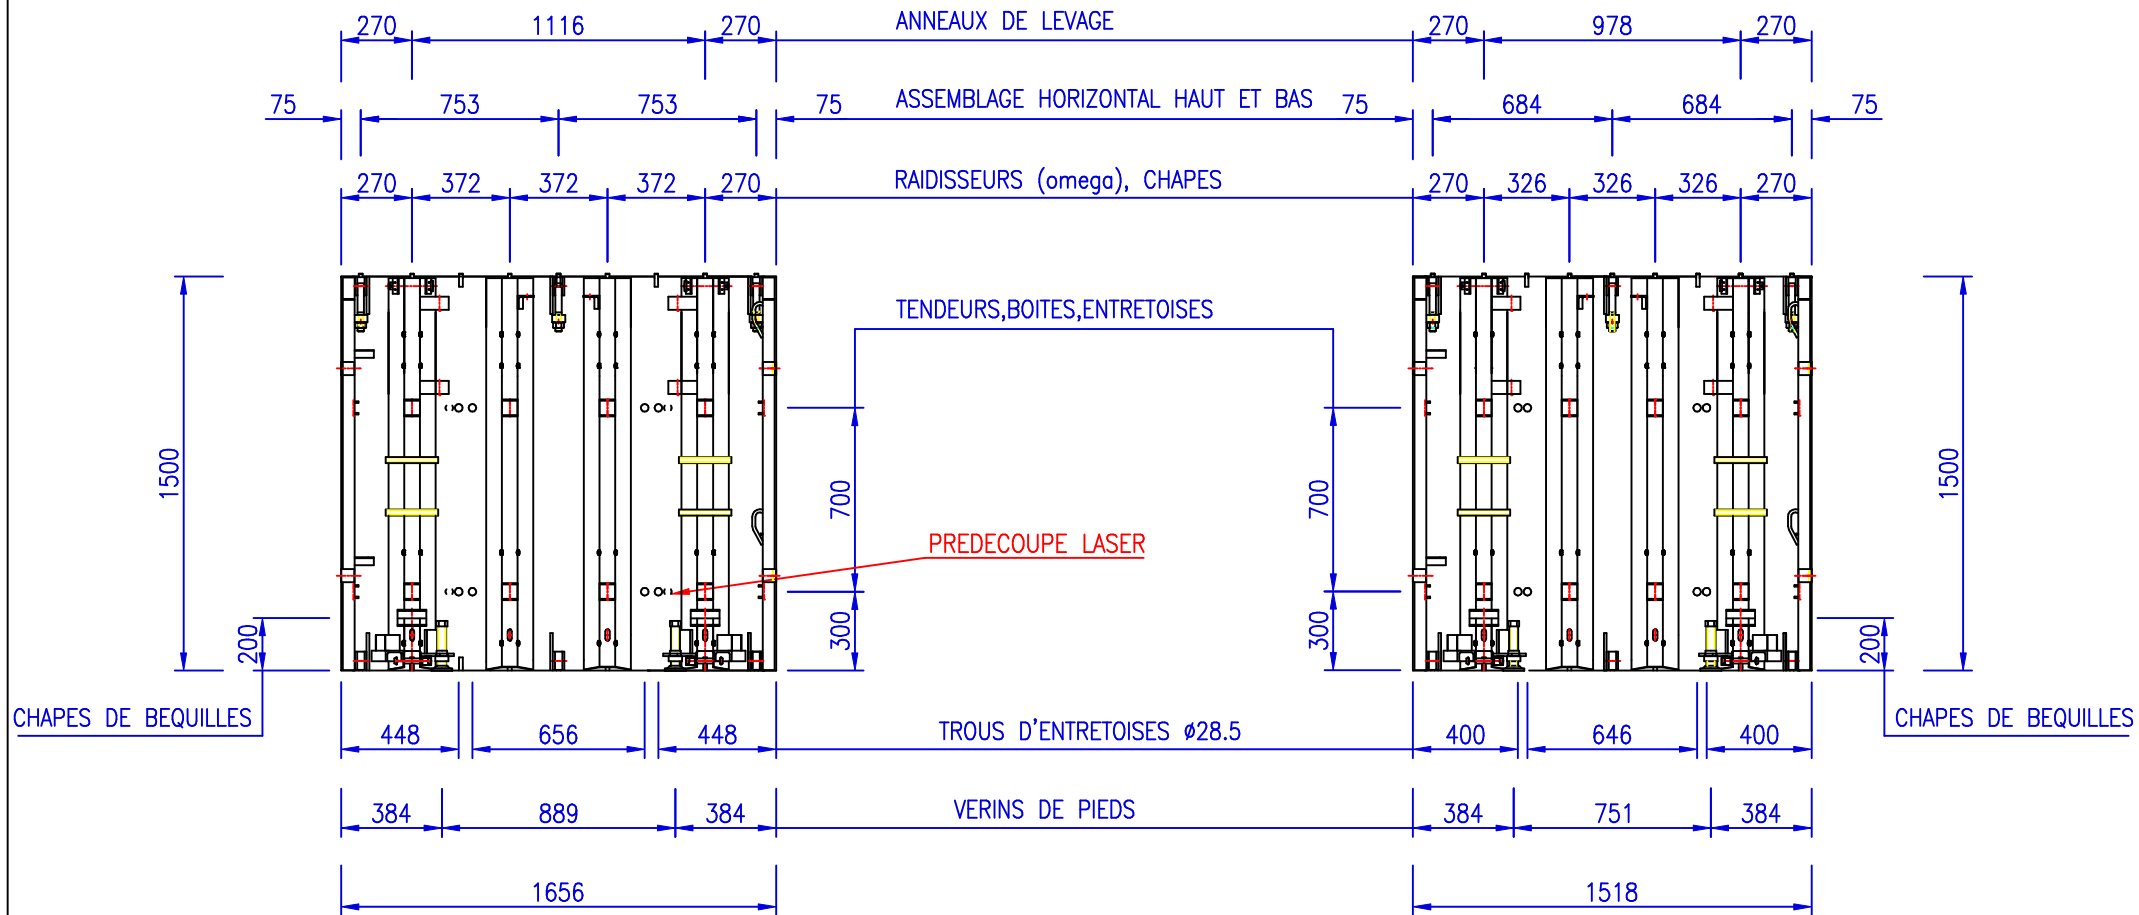 270 1116 270 ANNEAUX DE LEVAGE 270 978 270
75 753 753 75 ASSEMBLAGE HORIZONTAL HAUT ET BAS 75 684 684 75
270 372 372 372 270 RAIDISSEURS (omega), CHAPES 270 326 326 326 270
TENDEURS,BOITES,ENTRETOISES
1500 700 700 1500
PREDECOUPE LASER
200 300 300 200
CHAPES DE BEQUILLES CHAPES DE BEQUILLES
448 656 448 TROUS D'ENTRETOISES ø28.5 400 646 400
384 889 384 VERINS DE PIEDS 384 751 384
1656 1518